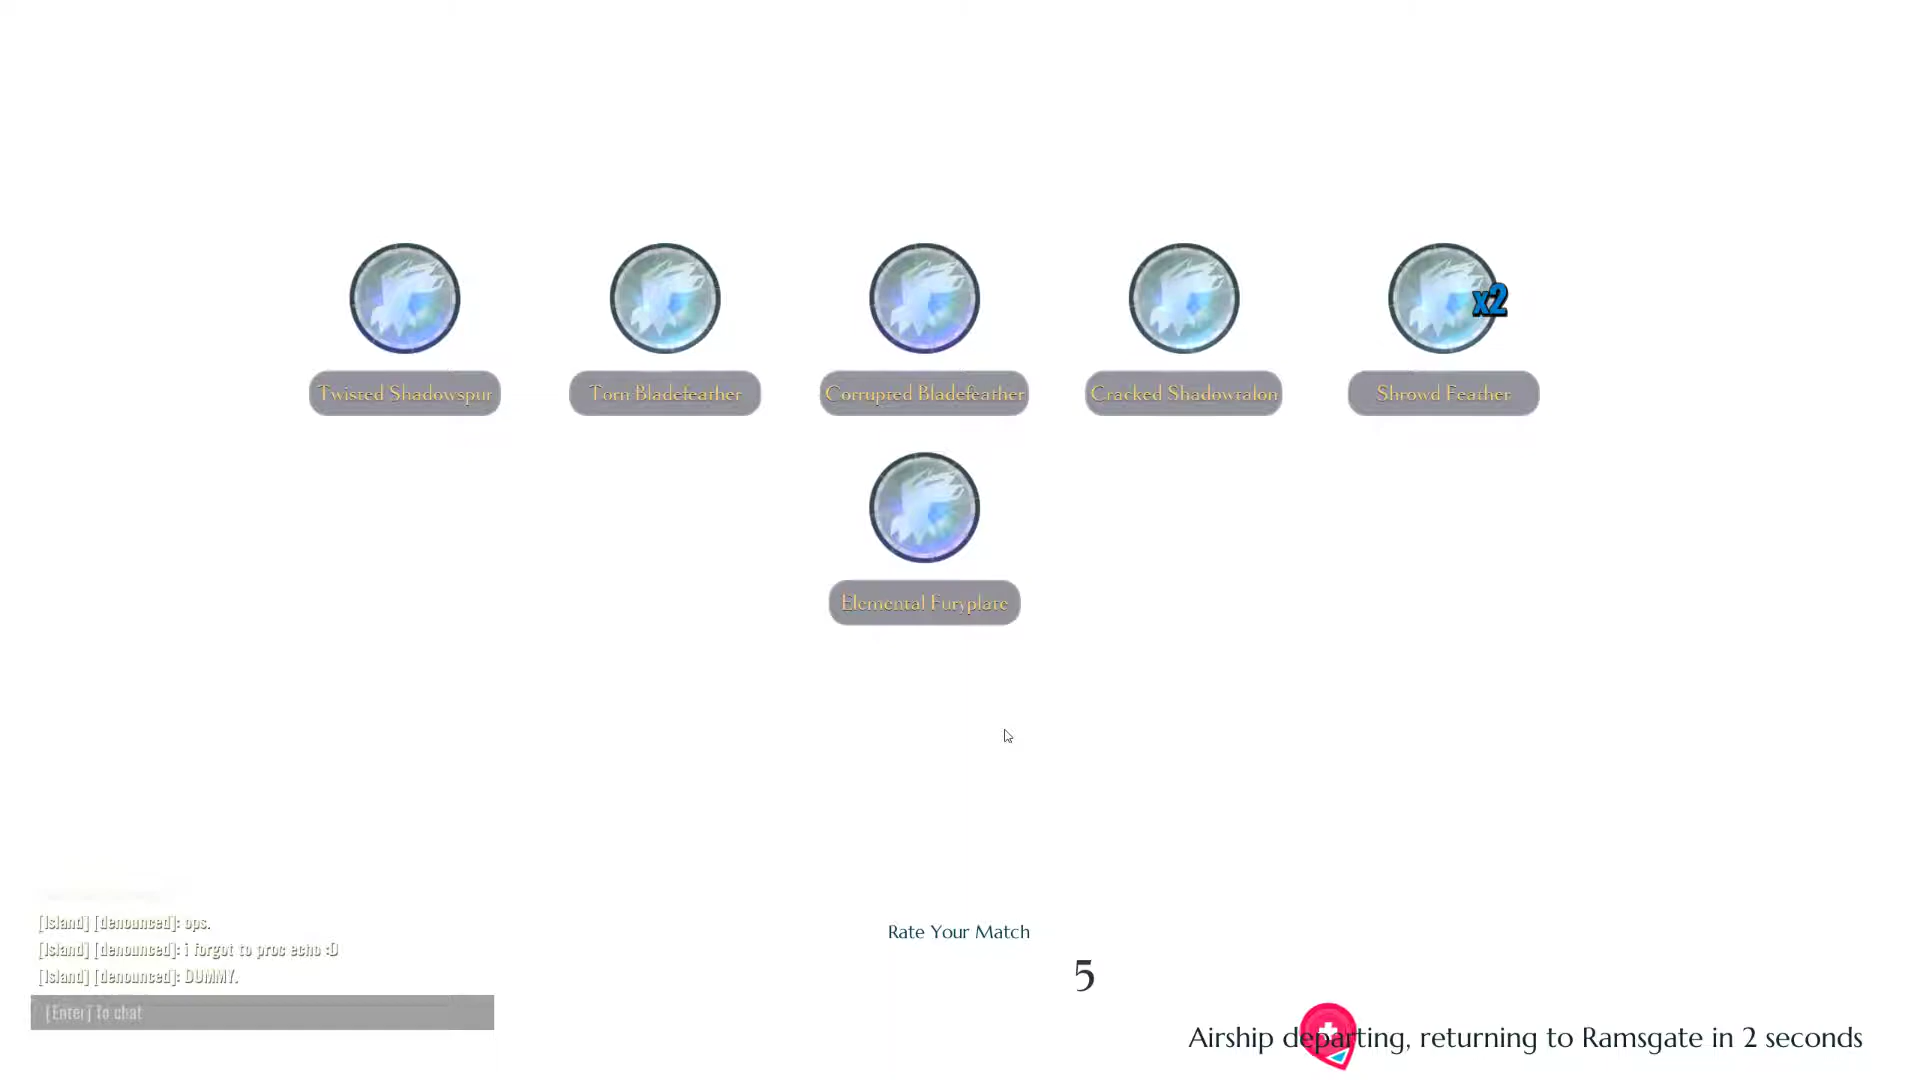 x2
Twisted Shadowspur
Torn Bladefeather
Corrupted Bladefeather
Cracked Shadowtalon
Shrowd Feather
Elemental Furyplate
[Island] [denounced]: ops.
[Island] [denounced]: i forgot to proc echo :D
[Island] [denounced]: DUMMY.
[Enter] To chat
Rate Your Match
5
Airship departing, returning to Ramsgate in 2 seconds